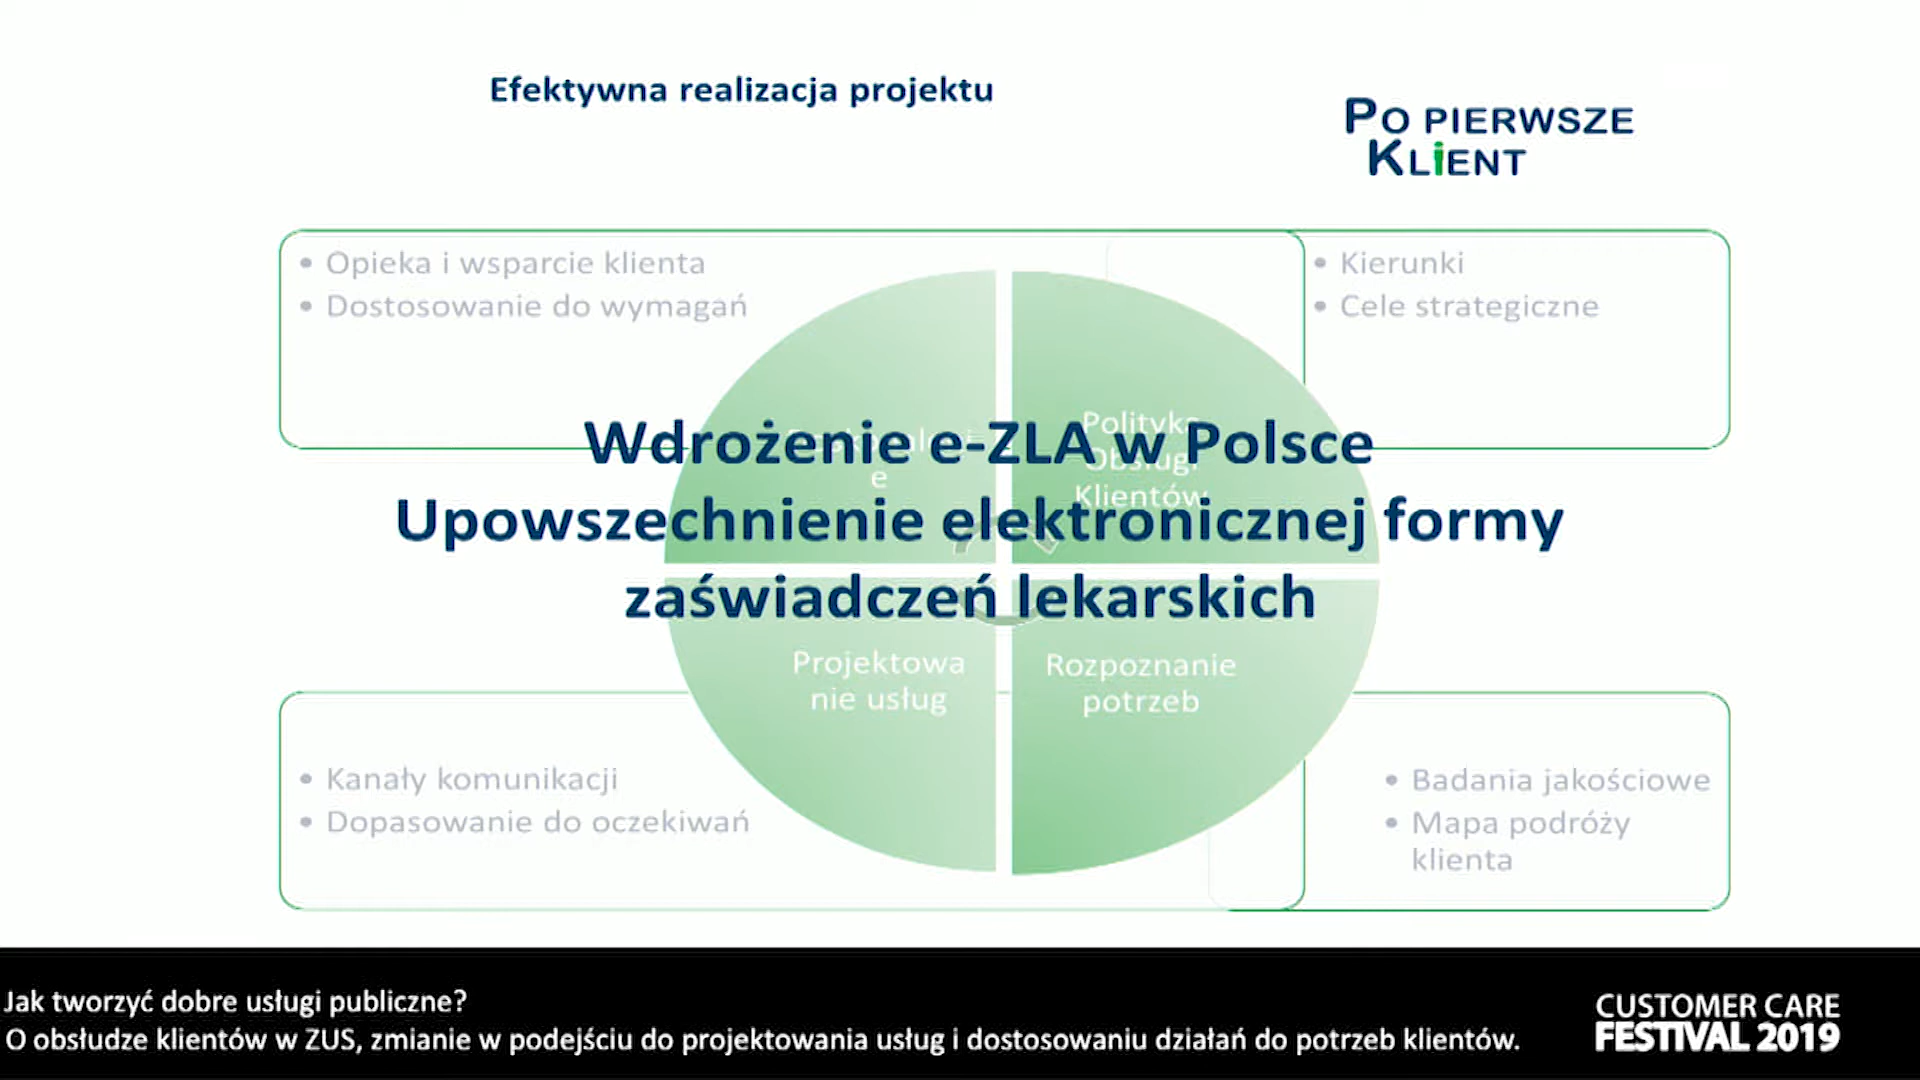 Efektywna realizacja projektu
PO PIERWSZE
KLiENT
• Opieka i wsparcie klienta
• Dostosowanie do wymagań
• Kierunki
• Cele strategiczne
Polityka
Obsługi
Klientów
e
Wdrożenie e-ZLA w Polsce
Upowszechnienie elektronicznej formy
zaświadczeń lekarskich
Projektowa
nie usług
Rozpoznanie
potrzeb
• Kanały komunikacji
• Dopasowanie do oczekiwań
• Badania jakościowe
• Mapa podróży
klienta
Jak tworzyć dobre usługi publiczne?
O obsłudze klientów w ZUS, zmianie w podejściu do projektowania usług i dostosowaniu działań do potrzeb klientów.
CUSTOMER CARE
FESTIVAL 2019